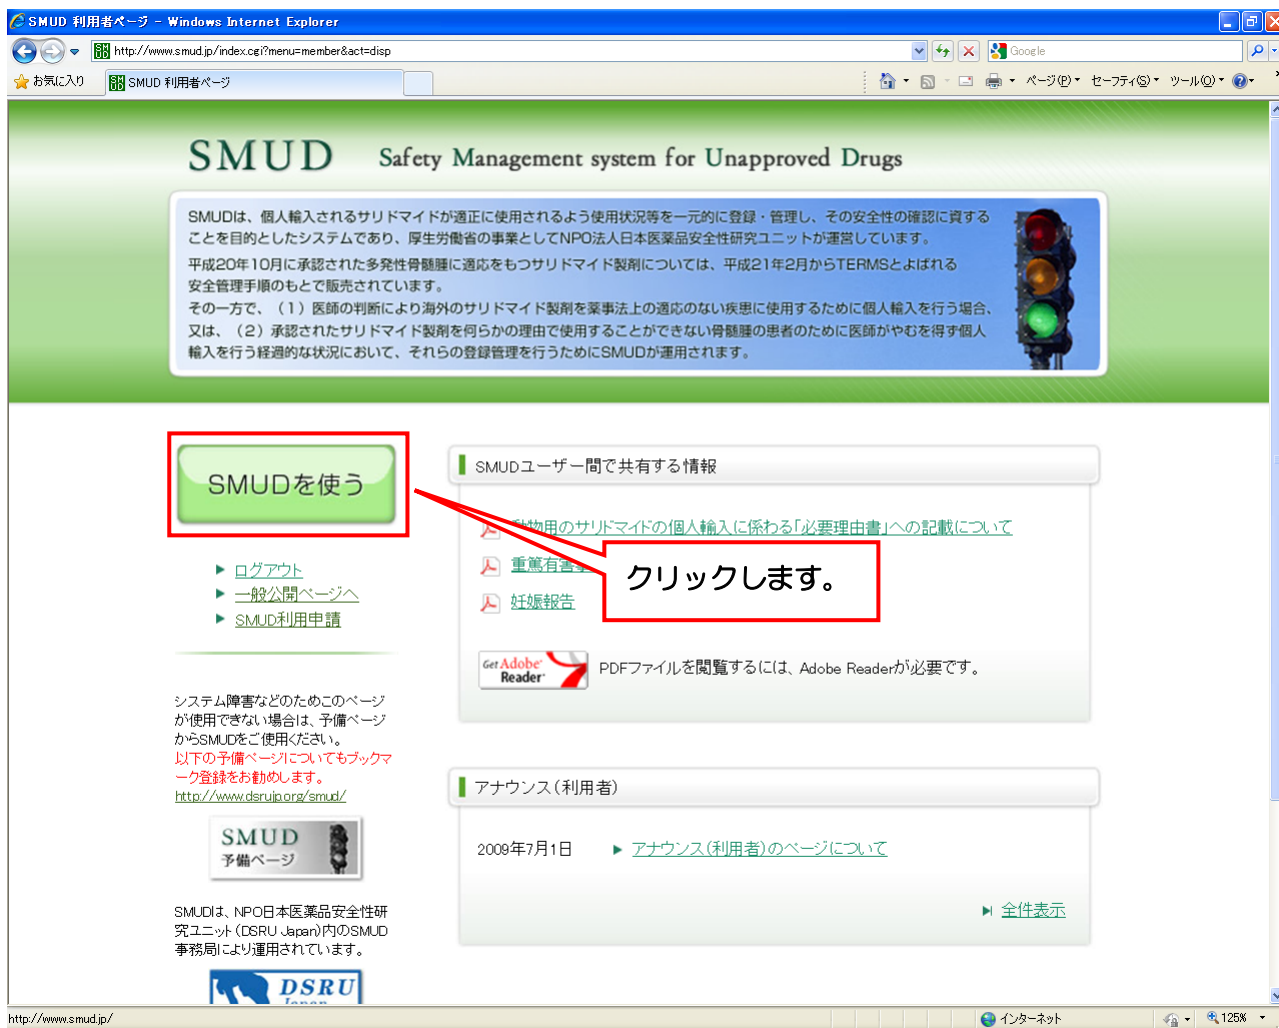 SMUD 利用者ページ - Windows Internet Explorer
http://www.smud.jp/index.cgi?menu=member&act=disp
Google
お気に入り
SMUD 利用者ページ
ページ(P)
セーフティ(S)
ツール(O)
SMUD Safety Management system for Unapproved Drugs
SMUDは、個人輸入されるサリドマイドが適正に使用されるよう使用状況等を一元的に登録・管理し、その安全性の確認に資する
ことを目的としたシステムであり、厚生労働省の事業としてNPO法人日本医薬品安全性研究ユニットが運営しています。
平成20年10月に承認された多発性骨髄腫に適応をもつサリドマイド製剤については、平成21年2月からTERMSとよばれる
安全管理手順のもとで販売されています。
その一方で、（1）医師の判断により海外のサリドマイド製剤を薬事法上の適応のない疾患に使用するために個人輸入を行う場合、
又は、（2）承認されたサリドマイド製剤を何らかの理由で使用することができない骨髄腫の患者のために医師がやむを得ず個人
輸入を行う経過的な状況において、それらの登録管理を行うためにSMUDが運用されます。
SMUDを使う
ログアウト
一般公開ページへ
SMUD利用申請
システム障害などのためこのページ
が使用できない場合は、予備ページ
からSMUDをご使用ください。
以下の予備ページについてもブックマ
ーク登録をお勧めします。
http://www.dsrujp.org/smud/
SMUD
予備ページ
SMUDは、NPO日本医薬品安全性研
究ユニット(DSRU Japan)内のSMUD
事務局により運用されています。
DSRU
Japan
SMUDユーザー間で共有する情報
動物用のサリドマイドの個人輸入に係わる「必要理由書」への記載について
重篤有害
クリックします。
妊娠報告
Get Adobe
Reader
PDFファイルを閲覧するには、Adobe Readerが必要です。
アナウンス(利用者)
2009年7月1日 アナウンス(利用者)のページについて
全件表示
http://www.smud.jp/
インターネット
125%